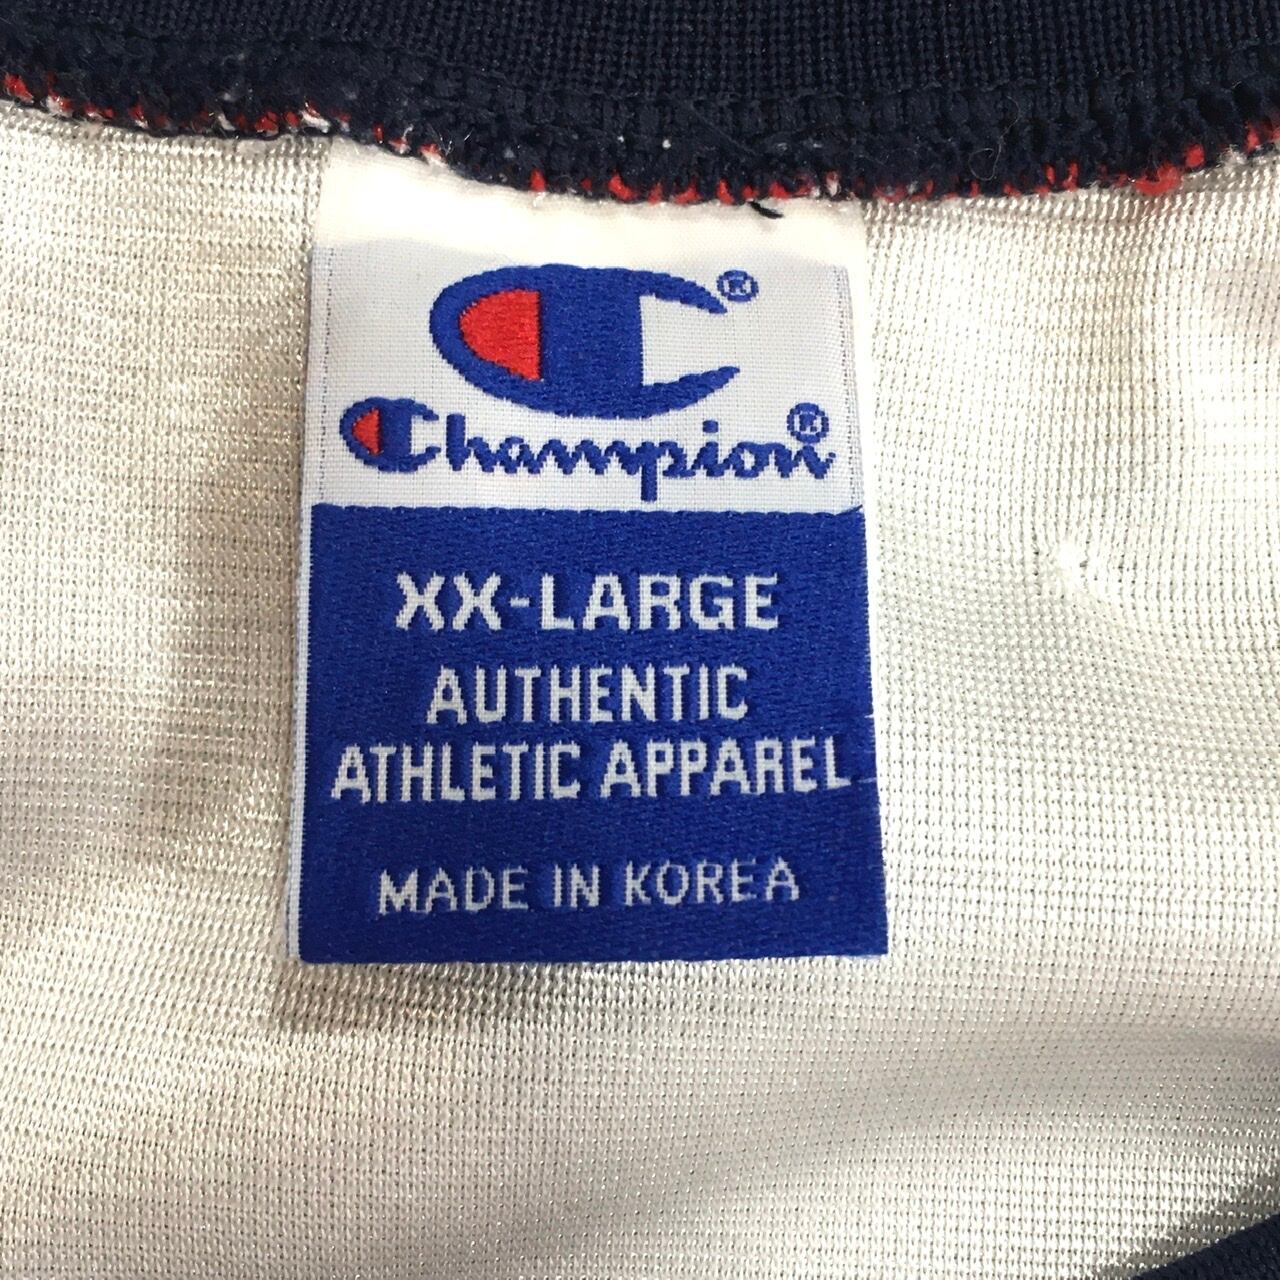 ®
Champion®
XX-LARGE
AUTHENTIC
ATHLETIC APPAREL
MADE IN KOREA